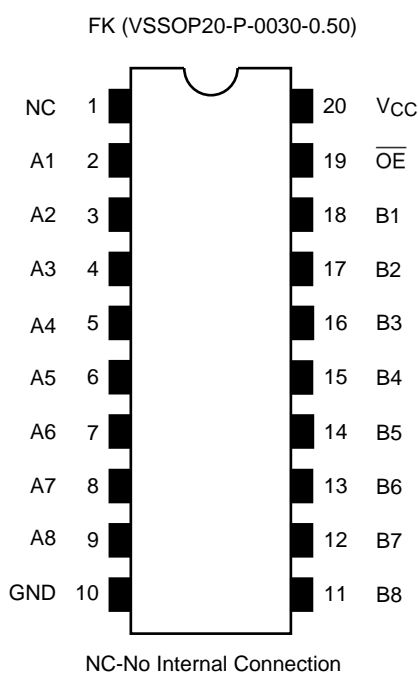 FK (VSSOP20-P-0030-0.50)
NC 1 20 VCC
A1 2 19 O̅E̅
A2 3 18 B1
A3 4 17 B2
A4 5 16 B3
A5 6 15 B4
A6 7 14 B5
A7 8 13 B6
A8 9 12 B7
GND 10 11 B8
NC-No Internal Connection